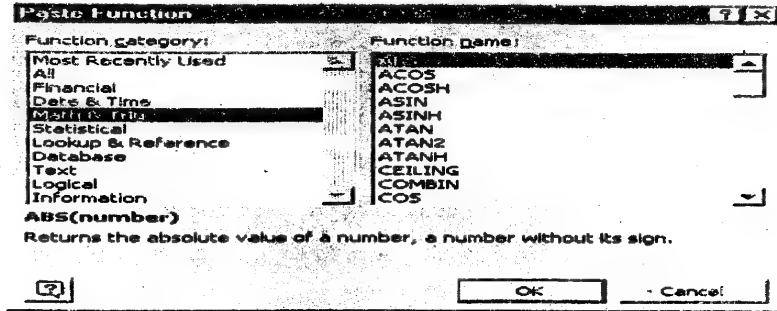 Paste Function
Function category:
Most Recently Used
All
Financial
Date & Time
Math & Trig
Statistical
Lookup & Reference
Database
Text
Logical
Information
Function name:
ABS
ACOS
ACOSH
ASIN
ASINH
ATAN
ATAN2
ATANH
CEILING
COMBIN
COS
ABS(number)
Returns the absolute value of a number, a number without its sign.
OK
Cancel